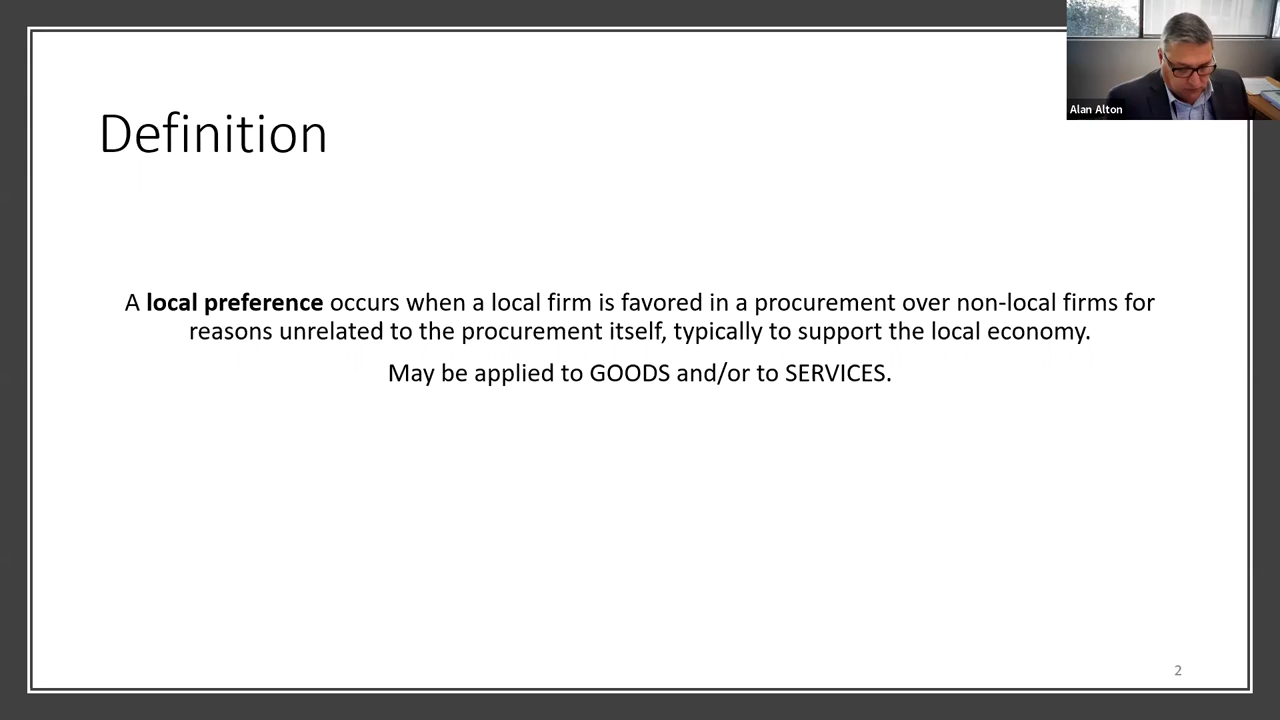 Alan Alton
Definition
A local preference occurs when a local firm is favored in a procurement over non-local firms for
reasons unrelated to the procurement itself, typically to support the local economy.
May be applied to GOODS and/or to SERVICES.
2